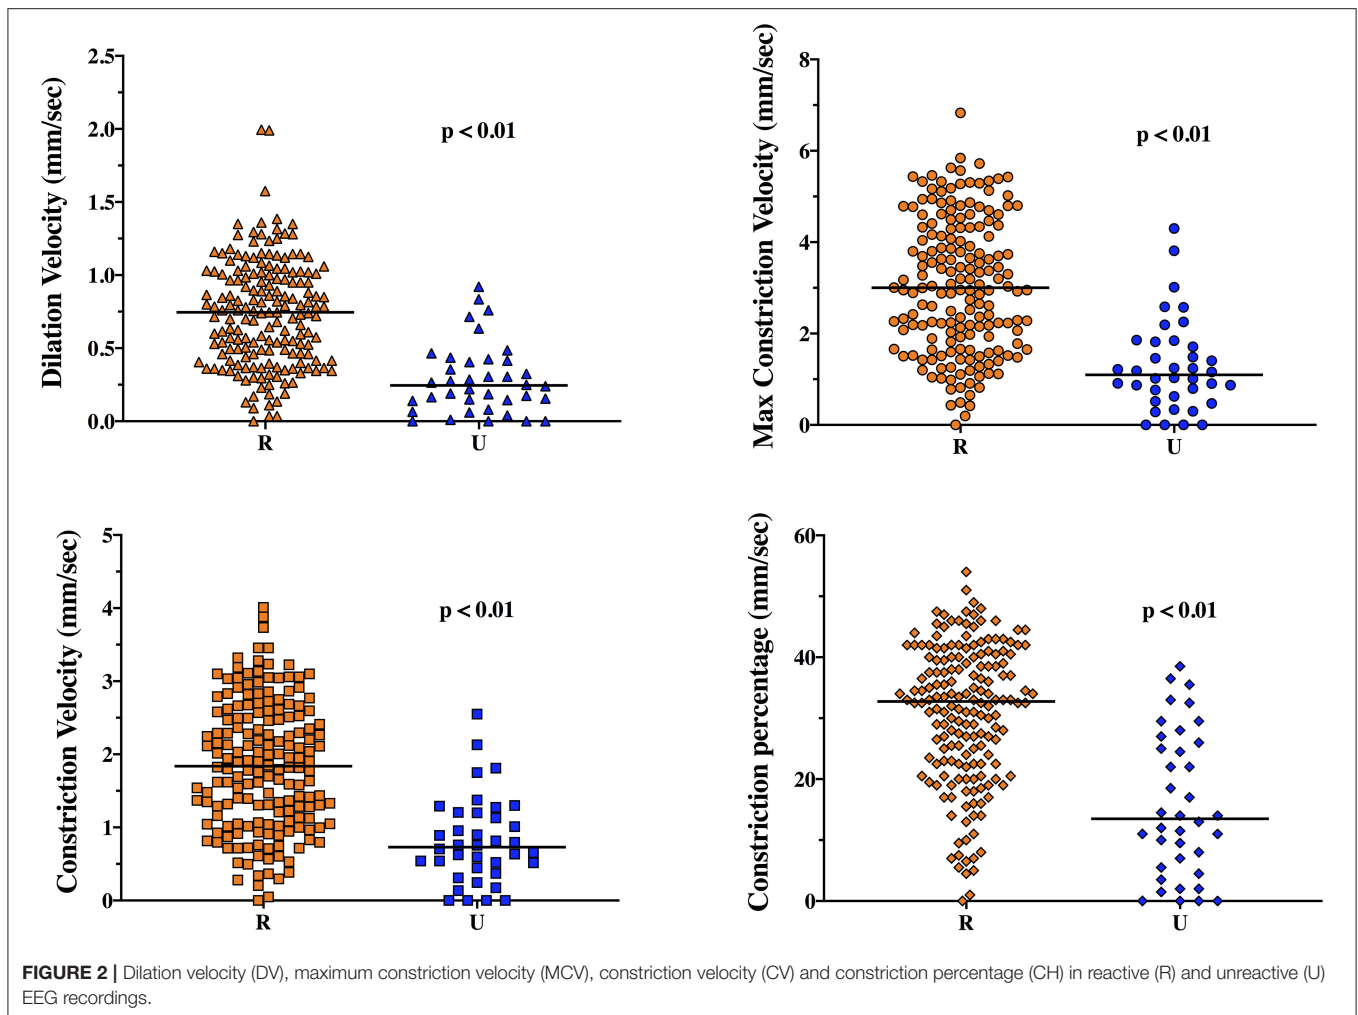 Dilation Velocity (mm/sec)
2.5
2.0
1.5
1.0
0.5
0.0
p < 0.01
R
U
Max Constriction Velocity (mm/sec)
8
6
4
2
0
p < 0.01
R
U
Constriction Velocity (mm/sec)
5
4
3
2
1
0
p < 0.01
R
U
Constriction percentage (mm/sec)
60
40
20
0
p < 0.01
R
U
FIGURE 2 | Dilation velocity (DV), maximum constriction velocity (MCV), constriction velocity (CV) and constriction percentage (CH) in reactive (R) and unreactive (U)
EEG recordings.